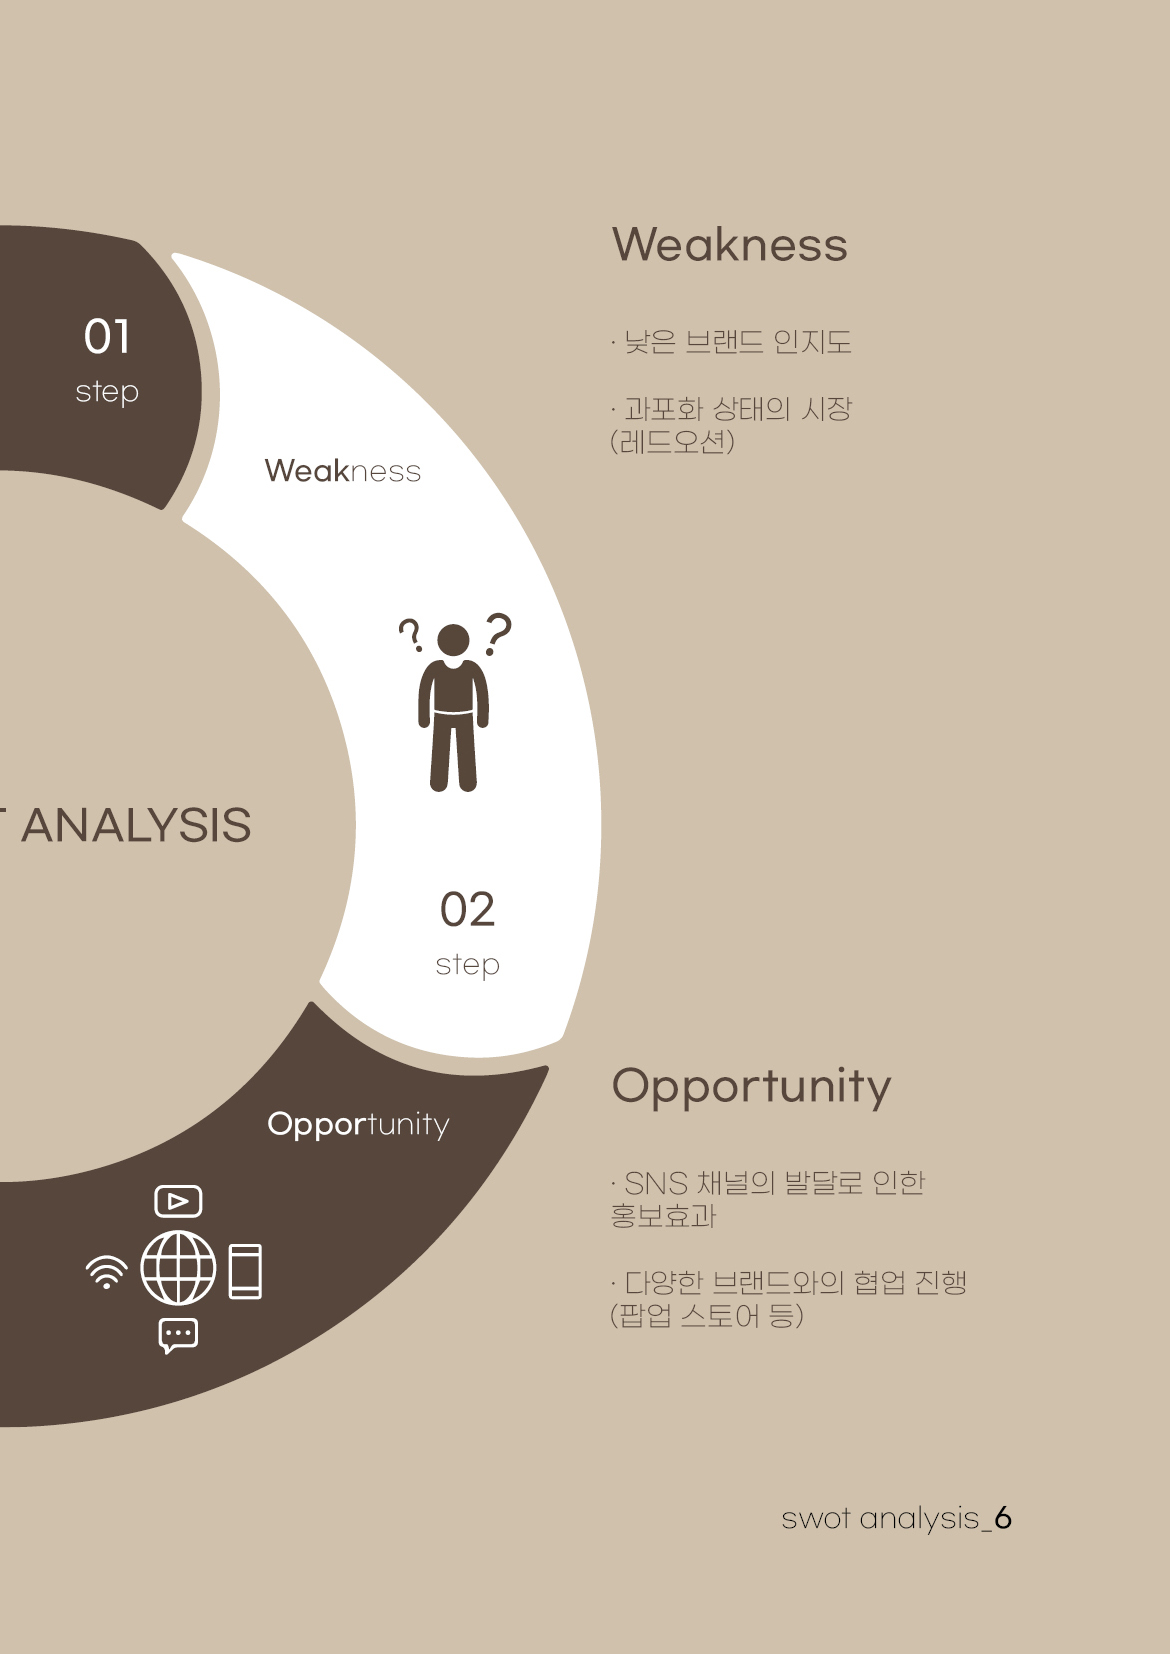 01
step
Weakness
02
step
T ANALYSIS
Opportunity
Weakness
· 낮은 브랜드 인지도
· 과포화 상태의 시장
(레드오션)
Opportunity
· SNS 채널의 발달로 인한
홍보효과
· 다양한 브랜드와의 협업 진행
(팝업 스토어 등)
swot analysis_6